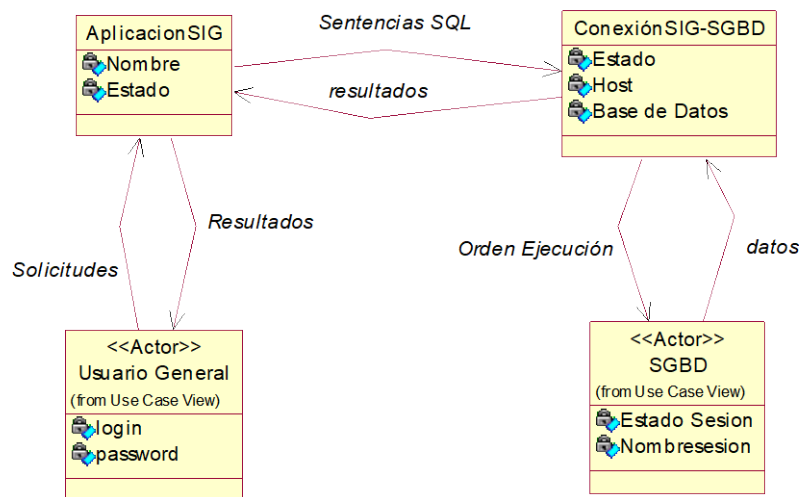 AplicacionSIG
Nombre
Estado
Sentencias SQL
resultados
ConexiónSIG-SGBD
Estado
Host
Base de Datos
Solicitudes
Resultados
Orden Ejecución
datos
<<Actor>>
Usuario General
(from Use Case View)
login
password
<<Actor>>
SGBD
(from Use Case View)
Estado Sesion
Nombresesion